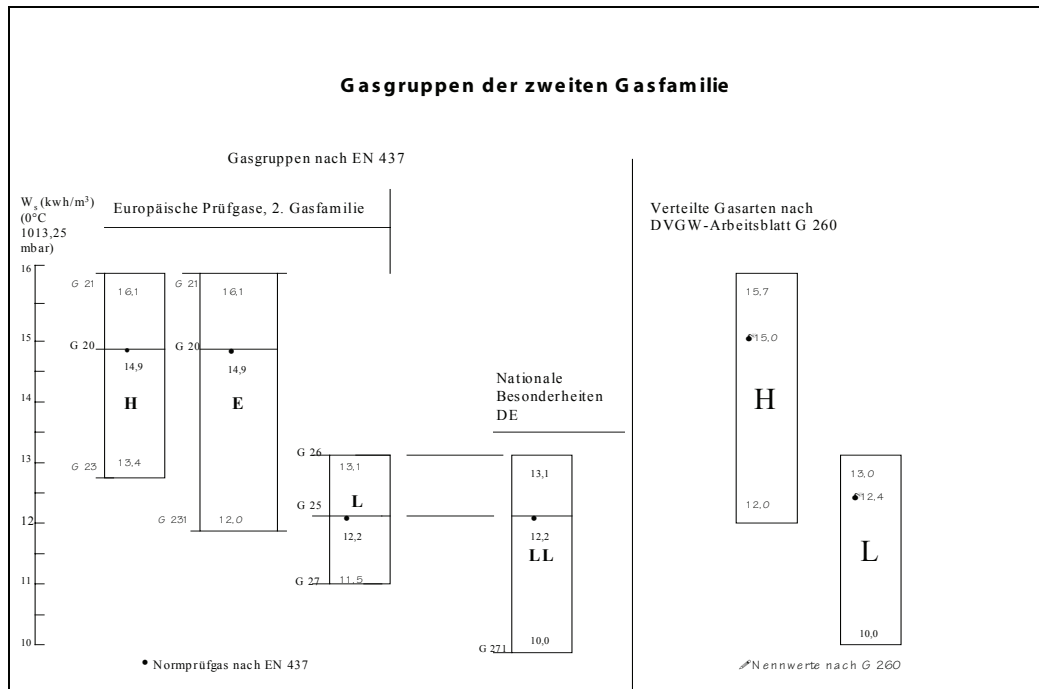 Gasgruppen der zweiten Gasfamilie
Gasgruppen nach EN 437
Europäische Prüfgase, 2. Gasfamilie
Wₛ (kwh/m³)
(0°C
1013,25
mbar)
16
15
14
13
12
11
10
G 21
16,1
G 20
14,9
H
G 23
13,4
G 21
16,1
G 20
14,9
E
G 231
12,0
G 26
13,1
L
G 25
12,2
G 27
11,5
Nationale
Besonderheiten
DE
13,1
12,2
LL
10,0
G 271
• Normprüfgas nach EN 437
Verteilte Gasarten nach
DVGW-Arbeitsblatt G 260
15,7
15,0
H
12,0
13,0
12,4
L
10,0
Nennwerte nach G 260